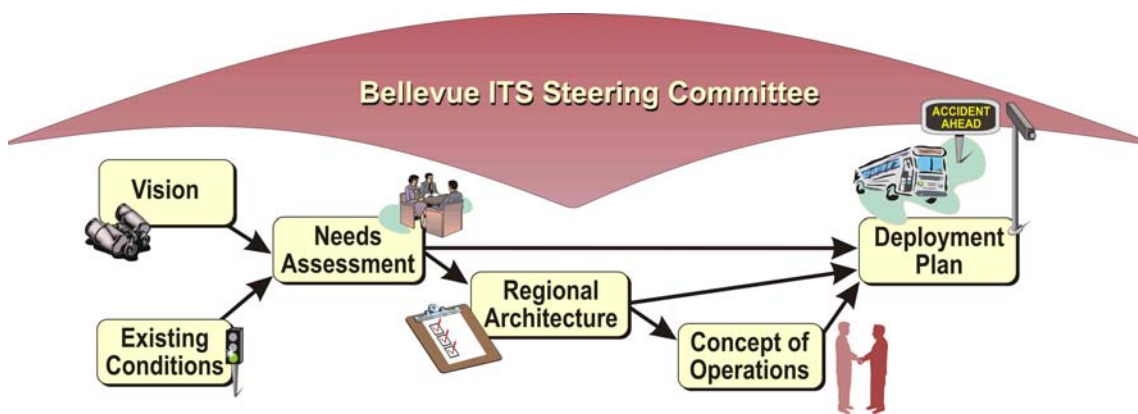 Bellevue ITS Steering Committee
ACCIDENT
AHEAD
Vision
Needs
Assessment
Deployment
Plan
Regional
Architecture
Existing
Conditions
Concept of
Operations